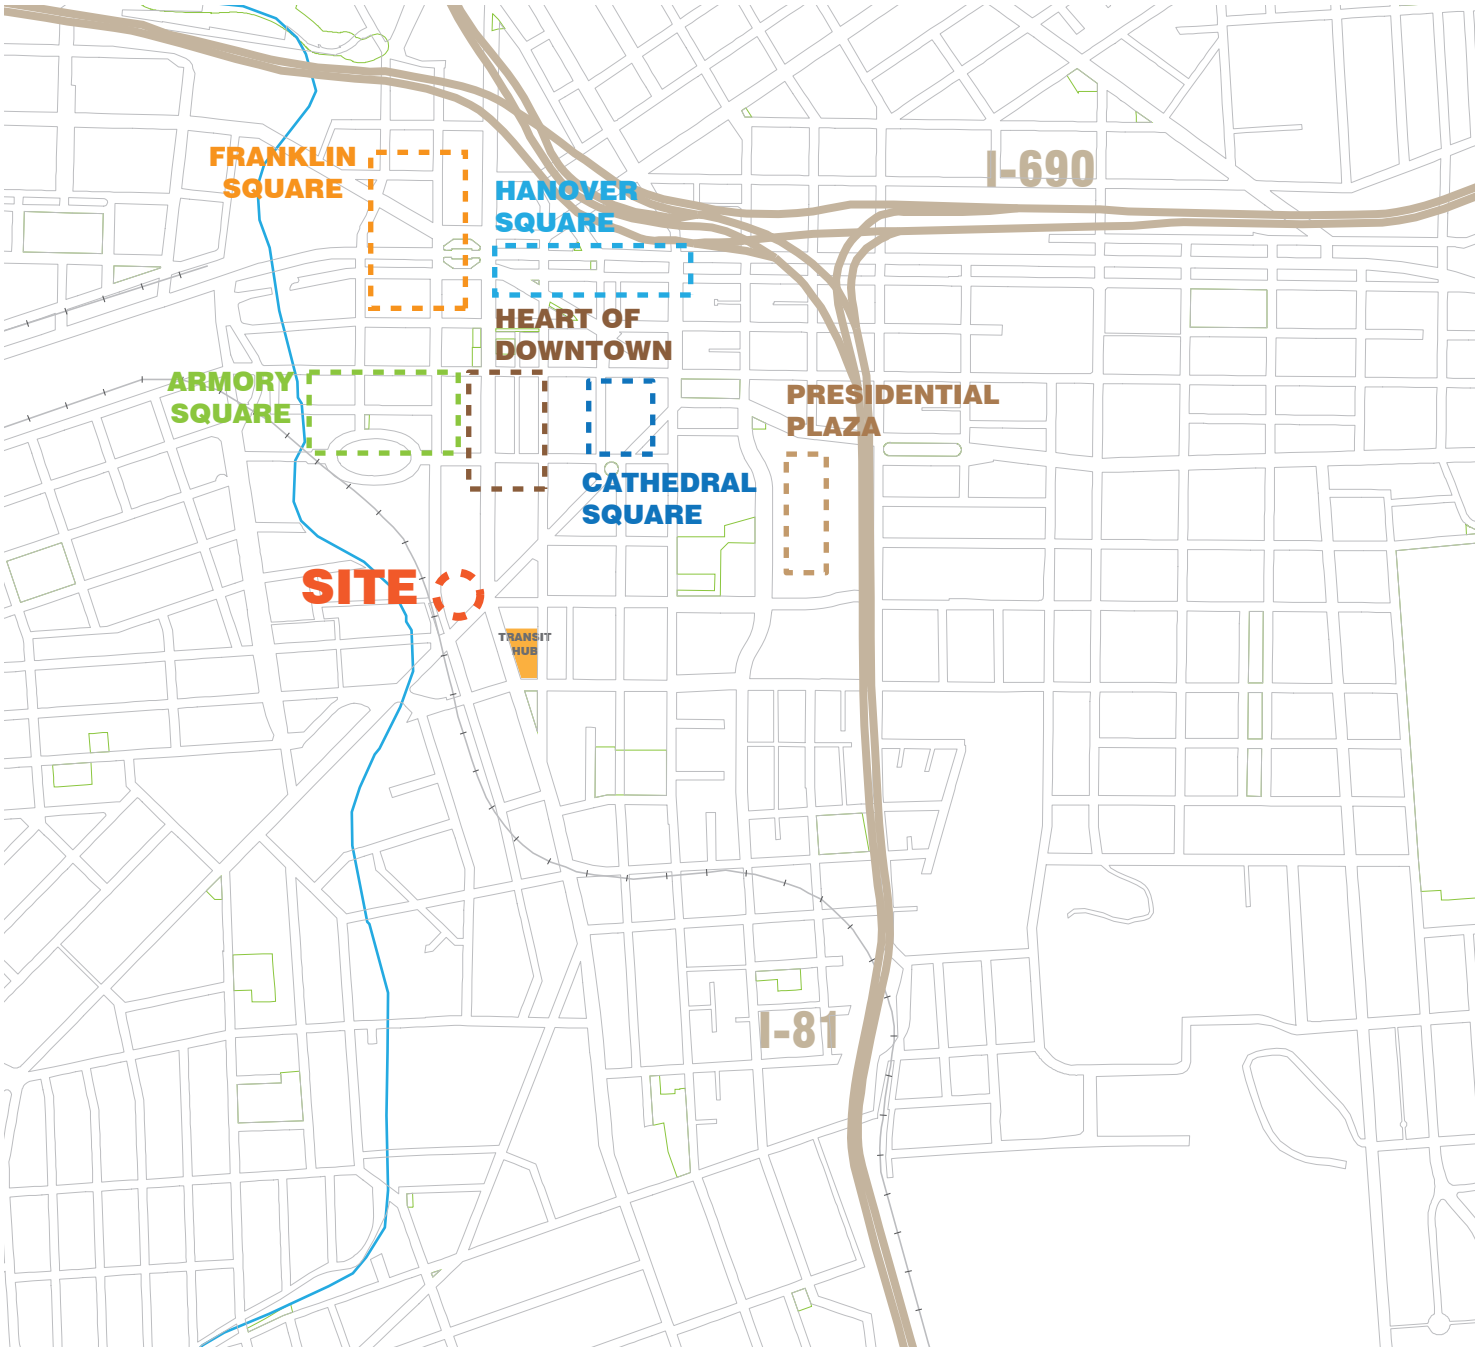 I-690
FRANKLIN
SQUARE
HANOVER
SQUARE
HEART OF
DOWNTOWN
ARMORY
SQUARE
PRESIDENTIAL
PLAZA
CATHEDRAL
SQUARE
SITE
TRANSIT
HUB
I-81